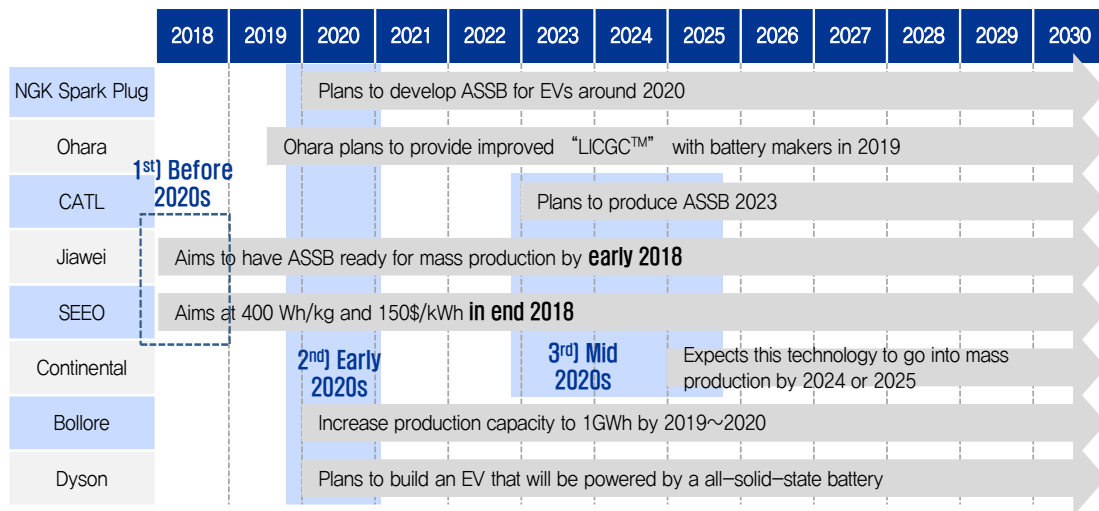 2018 2019 2020 2021 2022 2023 2024 2025 2026 2027 2028 2029 2030
NGK Spark Plug
Plans to develop ASSB for EVs around 2020
Ohara
Ohara plans to provide improved “LICGC™” with battery makers in 2019
1st) Before
2020s
CATL
Plans to produce ASSB 2023
Jiawei
Aims to have ASSB ready for mass production by early 2018
SEEO
Aims at 400 Wh/kg and 150$/kWh in end 2018
2nd) Early
2020s
3rd) Mid
2020s
Continental
Expects this technology to go into mass
production by 2024 or 2025
Bollore
Increase production capacity to 1GWh by 2019~2020
Dyson
Plans to build an EV that will be powered by a all-solid-state battery